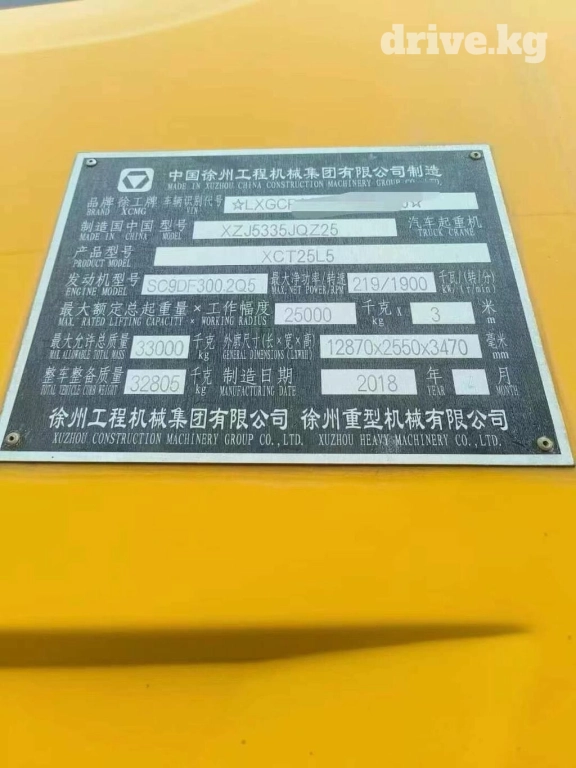 drive.kg
中国徐州工程机械集团有限公司制造
MADE IN XUZHOU CHINA CONSTRUCTION MACHINERY GROUP CO., LTD.
品牌 徐工牌 车辆识别代号 ☆LXGCP J☆
BRAND XCMG VIN
制造国中国 型号 XZJ5335JQZ25 汽车起重机
MADE IN CHINA MODEL TRUCK CRANE
产品型号 XCT25L5
PRODUCT MODEL
发动机型号 SC9DF300.2Q5 最大净功率/转速 219/1900 千瓦/(转/分)
ENGINE MODEL MAX.NET POWER/RPM kW/(r/min)
最大额定总起重量×工作幅度 25000 千克 x 3 米
MAX. RATED LIFTING CAPACITY × WORKING RADIUS kg m
最大允许总质量 33000 千克 外廓尺寸(长×宽×高) 12870x2550x3470 毫米
MAX ALLOWABLE TOTAL MASS kg GENERAL DIMENSIONS (LXWXH) mm
整车整备质量 32805 千克 制造日期 2018 年 月
TOTAL VEHICLE CURB WEIGHT kg MANUFACTURING DATE YEAR MONTH
徐州工程机械集团有限公司 徐州重型机械有限公司
XUZHOU CONSTRUCTION MACHINERY GROUP CO., LTD. XUZHOU HEAVY MACHINERY CO., LTD.